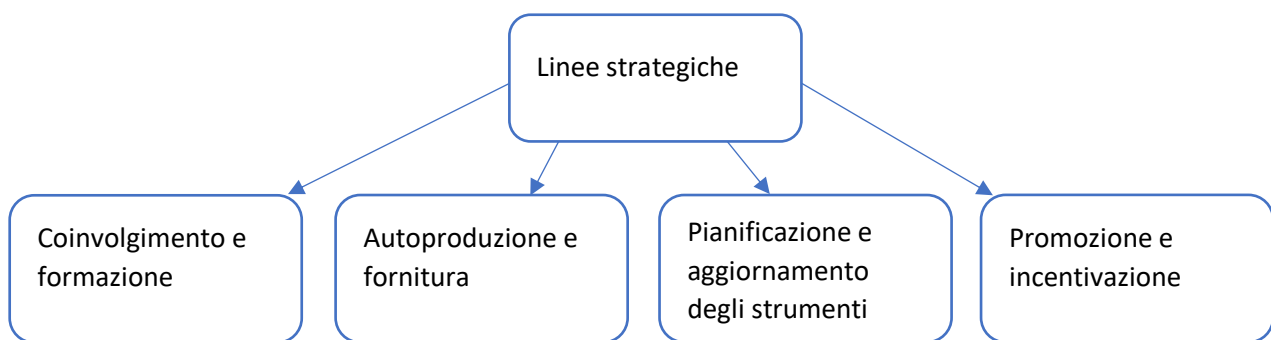 Linee strategiche
Coinvolgimento e
formazione
Autoproduzione e
fornitura
Pianificazione e
aggiornamento
degli strumenti
Promozione e
incentivazione